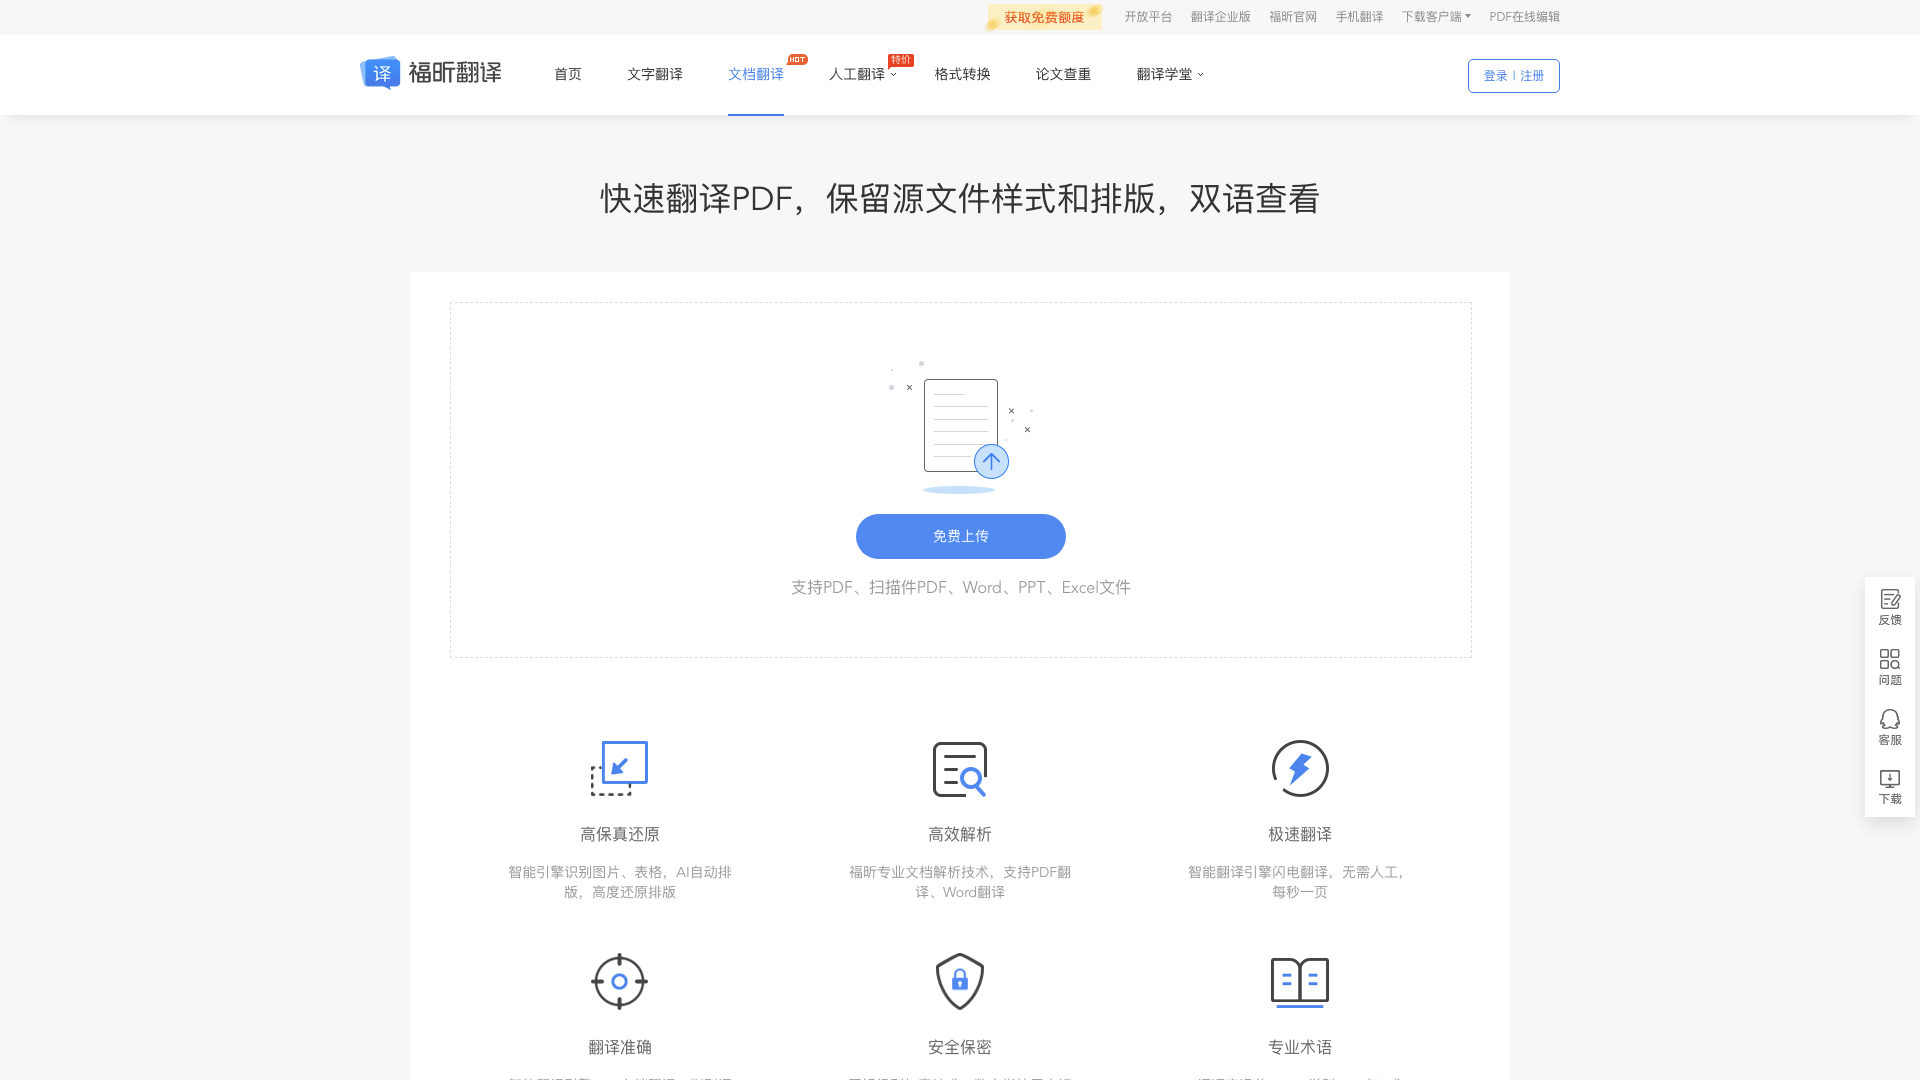 获取免费额度
开放平台
翻译企业版
福昕官网
手机翻译
下载客户端
PDF在线编辑
译 福昕翻译
首页
文字翻译
文档翻译
HOT
人工翻译
特价
格式转换
论文查重
翻译学堂
登录 | 注册
快速翻译PDF，保留源文件样式和排版，双语查看
免费上传
支持PDF、扫描件PDF、Word、PPT、Excel文件
反馈
问题
客服
下载
高保真还原
智能引擎识别图片、表格，AI自动排
版，高度还原排版
高效解析
福昕专业文档解析技术，支持PDF翻
译、Word翻译
极速翻译
智能翻译引擎闪电翻译，无需人工，
每秒一页
翻译准确
安全保密
专业术语